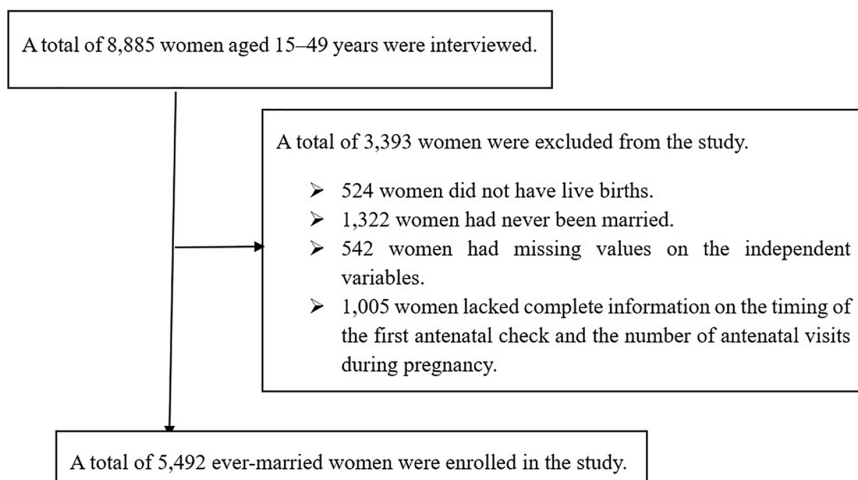 A total of 8,885 women aged 15–49 years were interviewed.
A total of 3,393 women were excluded from the study.
➢ 524 women did not have live births.
➢ 1,322 women had never been married.
➢ 542 women had missing values on the independent
variables.
➢ 1,005 women lacked complete information on the timing of
the first antenatal check and the number of antenatal visits
during pregnancy.
A total of 5,492 ever-married women were enrolled in the study.